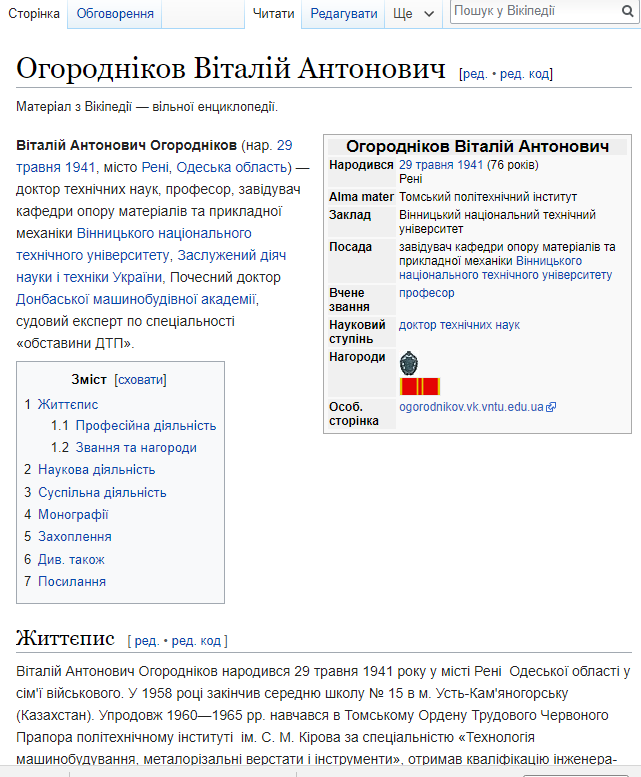 Сторінка Обговорення Читати Редагувати Ще Пошук у Вікіпедії
Огородніков Віталій Антонович [ред. • ред. код]
Матеріал з Вікіпедії — вільної енциклопедії.
Віталій Антонович Огородніков (нар. 29
травня 1941, місто Рені, Одеська область) —
доктор технічних наук, професор, завідувач
кафедри опору матеріалів та прикладної
механіки Вінницького національного
технічного університету, Заслужений діяч
науки і техніки України, Почесний доктор
Донбаської машинобудівної академії,
судовий експерт по спеціальності
«обставини ДТП».
Огородніков Віталій Антонович
Народився 29 травня 1941 (76 років)
Рені
Alma mater Томський політехнічний інститут
Заклад Вінницький національний технічний
університет
Посада завідувач кафедри опору матеріалів та
прикладної механіки Вінницького
національного технічного університету
Вчене професор
звання
Науковий доктор технічних наук
ступінь
Нагороди
Особ. ogorodnikov.vk.vntu.edu.ua
сторінка
Зміст [сховати]
1 Життєпис
1.1 Професійна діяльність
1.2 Звання та нагороди
2 Наукова діяльність
3 Суспільна діяльність
4 Монографії
5 Захоплення
6 Див. також
7 Посилання
Життєпис [ ред. • ред. код ]
Віталій Антонович Огородніков народився 29 травня 1941 року у місті Рені Одеської області у
сім'ї військового. У 1958 році закінчив середню школу № 15 в м. Усть-Кам'яногорську
(Казахстан). Упродовж 1960—1965 рр. навчався в Томському Ордену Трудового Червоного
Прапора політехнічному інституті ім. С. М. Кірова за спеціальністю «Технологія
машинобудування, металорізальні верстати і інструменти», отримав кваліфікацію інженера-